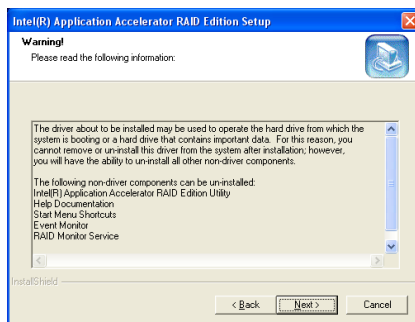 Intel(R) Application Accelerator RAID Edition Setup
Warning!
Please read the following information:
The driver about to be installed may be used to operate the hard drive from which the
system is booting or a hard drive that contains important data. For this reason, you
cannot remove or un-install this driver from the system after installation; however,
you will have the ability to un-install all other non-driver components.
The following non-driver components can be un-installed:
Intel(R) Application Accelerator RAID Edition Utility
Help Documentation
Start Menu Shortcuts
Event Monitor
RAID Monitor Service
InstallShield
< Back
Next >
Cancel